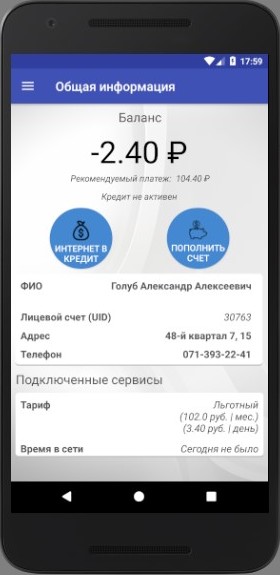 17:59
Общая информация
Баланс
-2.40 ₽
Рекомендуемый платеж: 104.40 ₽
Кредит не активен
ИНТЕРНЕТ В
КРЕДИТ
ПОПОЛНИТЬ
СЧЕТ
ФИО Голуб Александр Алексеевич
Лицевой счет (UID) 30763
Адрес 48-й квартал 7, 15
Телефон 071-393-22-41
Подключенные сервисы
Тариф Льготный
(102.0 руб. | мес.)
(3.40 руб. | день)
Время в сети Сегодня не было